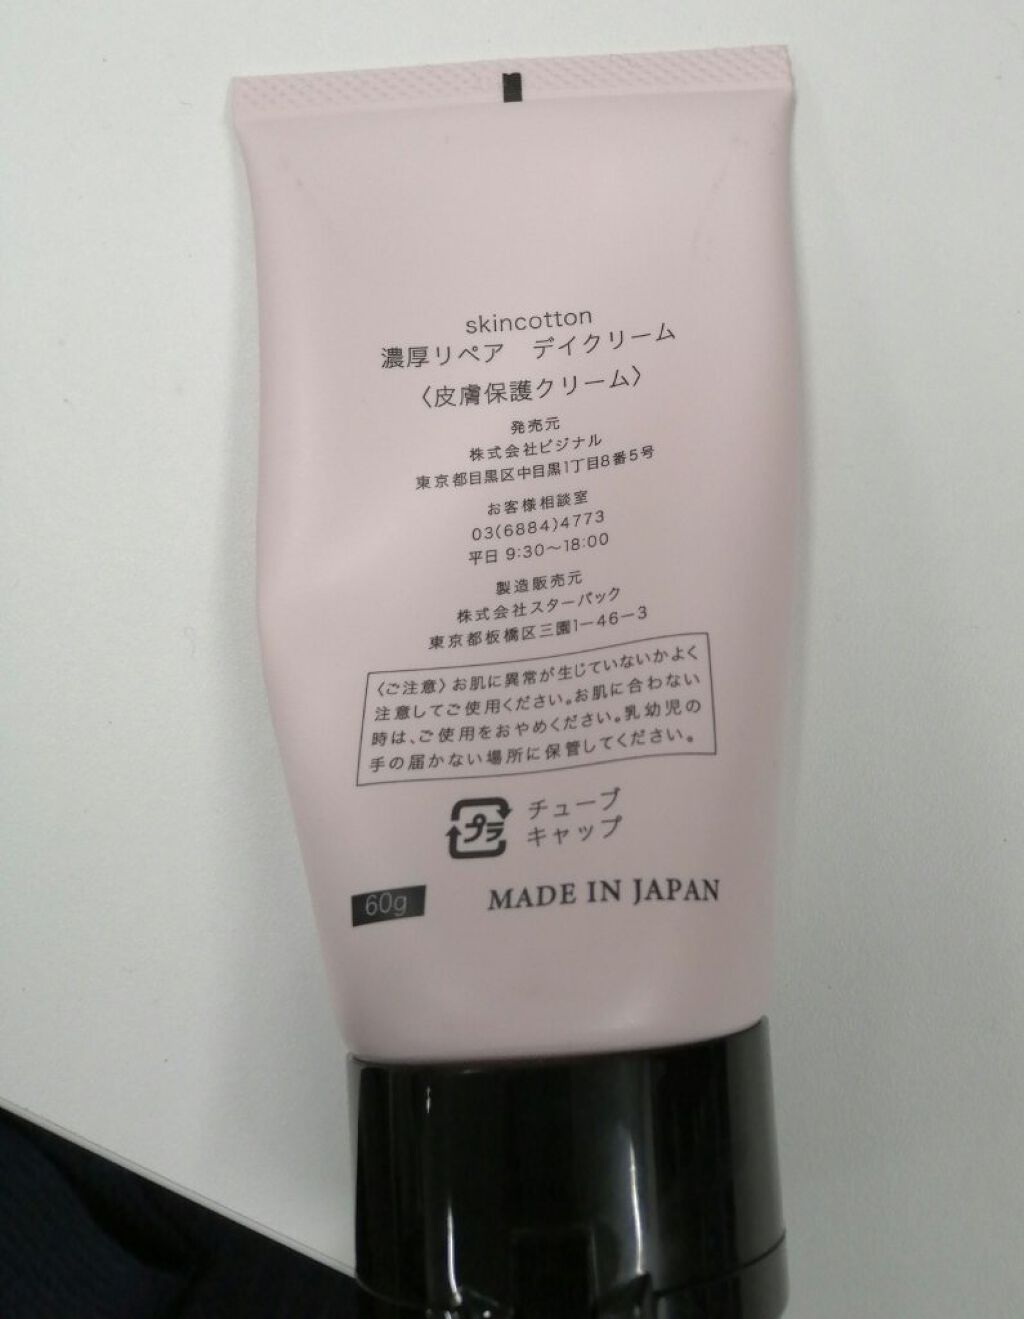 skincotton
濃厚リペア　デイクリーム
〈皮膚保護クリーム〉
発売元
株式会社ビジナル
東京都目黒区中目黒1丁目8番5号
お客様相談室
03(6884)4773
平日 9:30～18:00
製造販売元
株式会社スターパック
東京都板橋区三園1－46－3
〈ご注意〉お肌に異常が生じていないかよく
注意してご使用ください。お肌に合わない
時は、ご使用をおやめください。乳幼児の
手の届かない場所に保管してください。
プラ
チューブ
キャップ
60g
MADE IN JAPAN